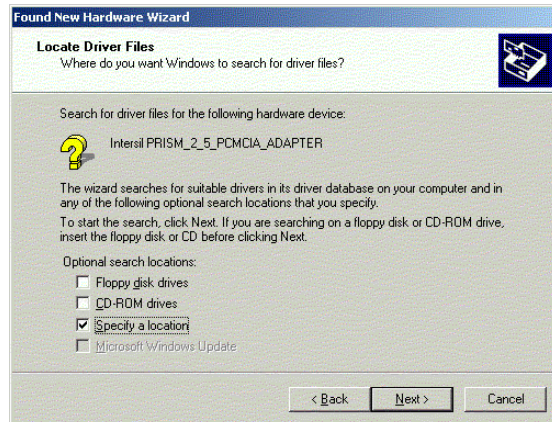 Found New Hardware Wizard
Locate Driver Files
Where do you want Windows to search for driver files?
Search for driver files for the following hardware device:
Intersil PRISM_2_5_PCMCIA_ADAPTER
The wizard searches for suitable drivers in its driver database on your computer and in
any of the following optional search locations that you specify.
To start the search, click Next. If you are searching on a floppy disk or CD-ROM drive,
insert the floppy disk or CD before clicking Next.
Optional search locations:
Floppy disk drives
CD-ROM drives
Specify a location
Microsoft Windows Update
< Back Next > Cancel